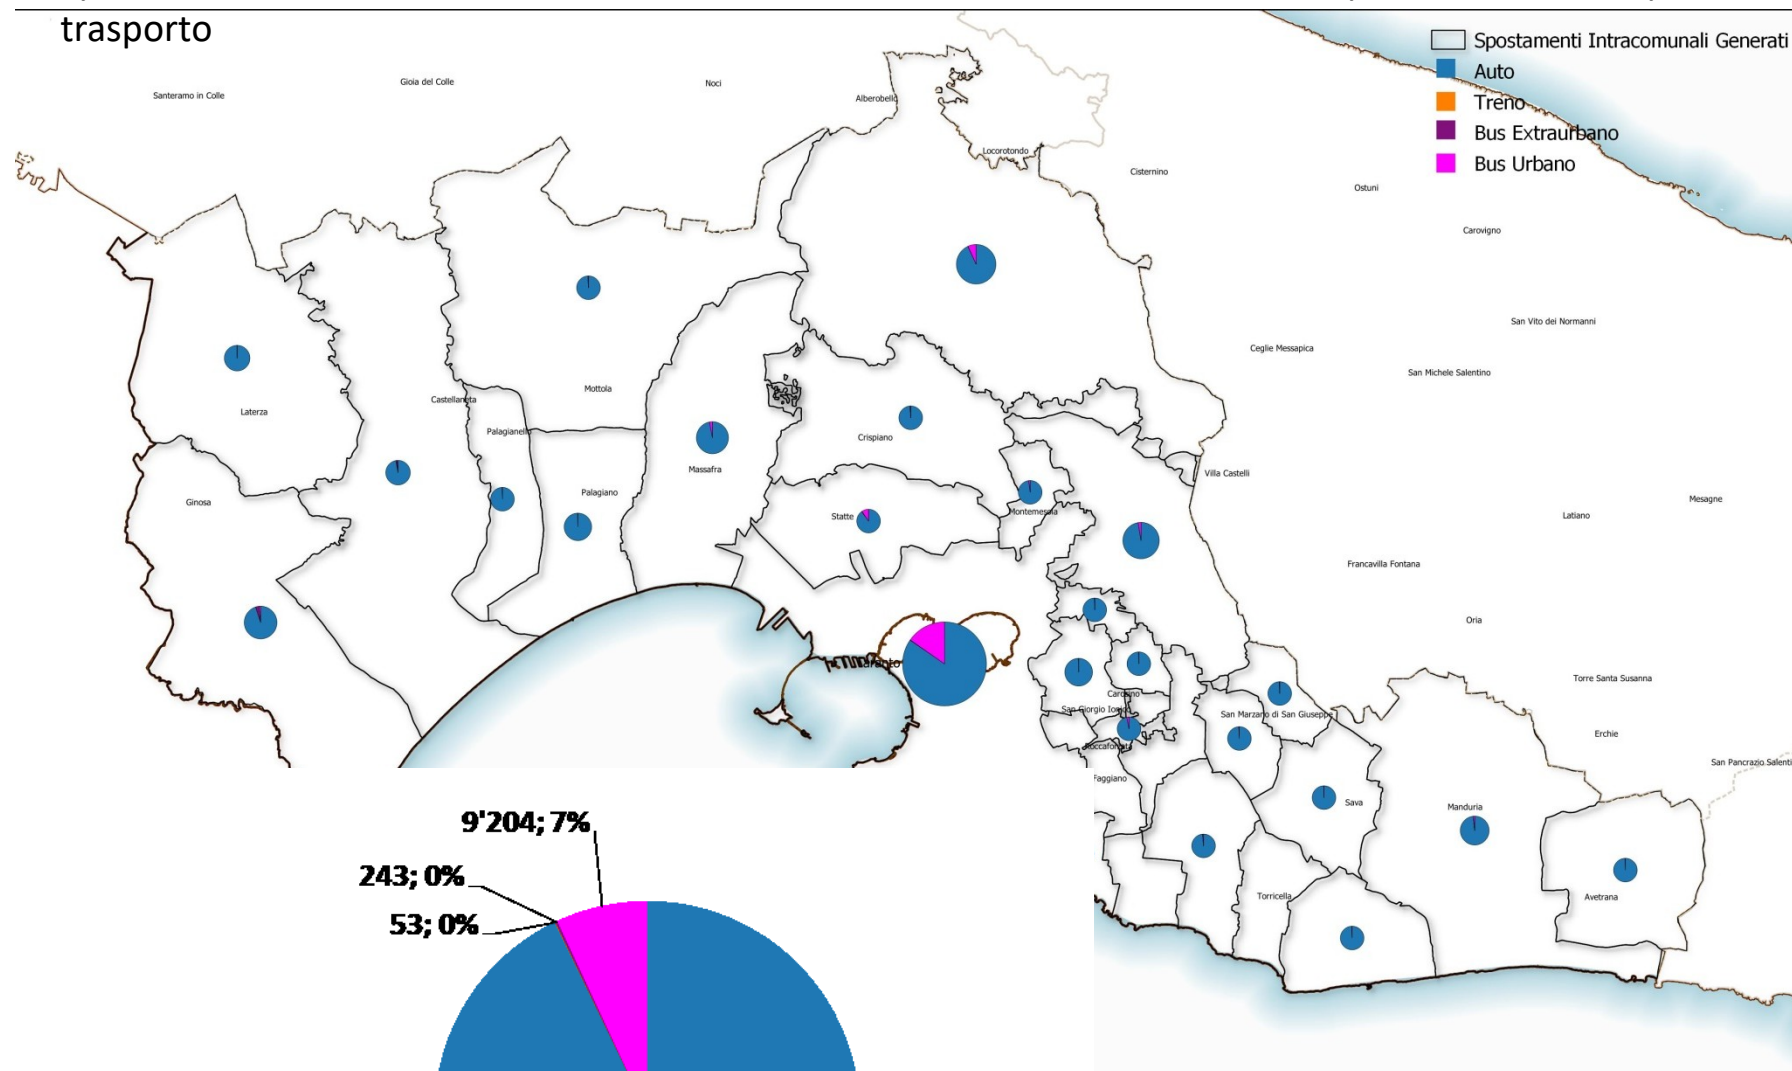 trasporto
Spostamenti Intracomunali Generati
Auto
Treno
Bus Extraurbano
Bus Urbano
Santeramo in Colle
Gioia del Colle
Noci
Alberobello
Locorotondo
Cisternino
Ostuni
Carovigno
San Vito dei Normanni
Ceglie Messapica
San Michele Salentino
Mottola
Castellaneta
Laterza
Palagianello
Crispiano
Massafra
Villa Castelli
Palagiano
Ginosa
Mesagne
Statte
Montemesola
Latiano
Francavilla Fontana
Oria
Taranto
Torre Santa Susanna
Carosino
San Giorgio Ionico
San Marzano di San Giuseppe
Erchie
Roccaforzata
San Pancrazio Salenti
Faggiano
Sava
Manduria
Torricella
Avetrana
9'204; 7%
243; 0%
53; 0%